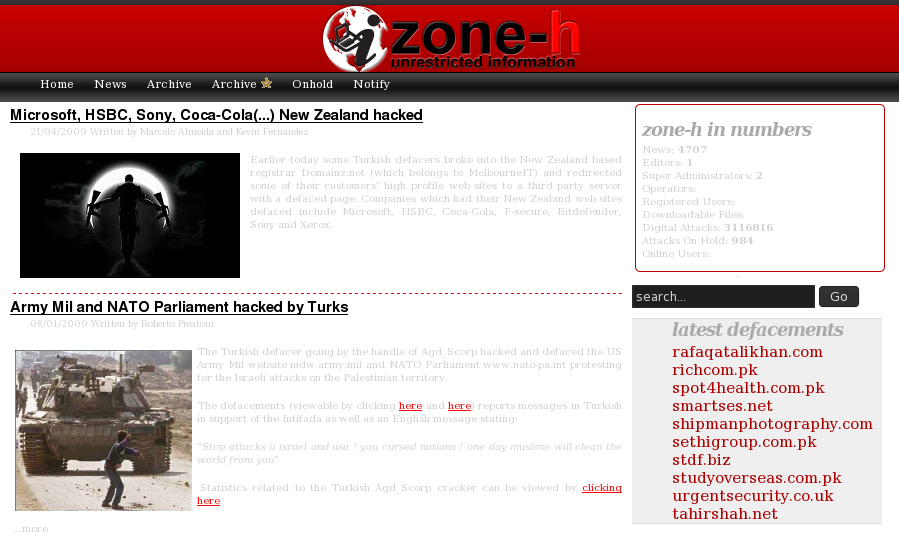 zone-h
unrestricted information
Home News Archive Archive Onhold Notify
Microsoft, HSBC, Sony, Coca-Cola(...) New Zealand hacked
21/04/2009 Written by Marcelo Almeida and Kevin Fernandez
Earlier today some Turkish defacers broke into the New Zealand based
registrar Domainz.net (which belongs to MelbourneIT) and redirected
some of their customers' high profile web sites to a third party server
with a defaced page. Companies which had their New Zealand web sites
defaced include Microsoft, HSBC, Coca-Cola, F-secure, Bitdefender,
Sony and Xerox.
Army Mil and NATO Parliament hacked by Turks
08/01/2009 Written by Roberto Preatoni
The Turkish defacer going by the handle of Agd_Scorp hacked and defaced the US
Army Mil website mdw.army.mil and NATO Parliament www.nato-pa.int protesting
for the Israeli attacks on the Palestinian territory.
The defacements (viewable by clicking here and here) reports messages in Turkish
in support of the Intifada as well as an English message stating:
"Stop attacks u israel and usa ! you cursed nations ! one day muslims will clean the
world from you"
Statistics related to the Turkish Agd_Scorp cracker can be viewed by clicking
here.
...more
zone-h in numbers
News: 4707
Editors: 1
Super Administrators: 2
Operators:
Registered Users:
Downloadable Files:
Digital Attacks: 3116816
Attacks On Hold: 984
Online Users:
search... Go
latest defacements
rafaqatalikhan.com
richcom.pk
spot4health.com.pk
smartses.net
shipmanphotography.com
sethigroup.com.pk
stdf.biz
studyoverseas.com.pk
urgentsecurity.co.uk
tahirshah.net